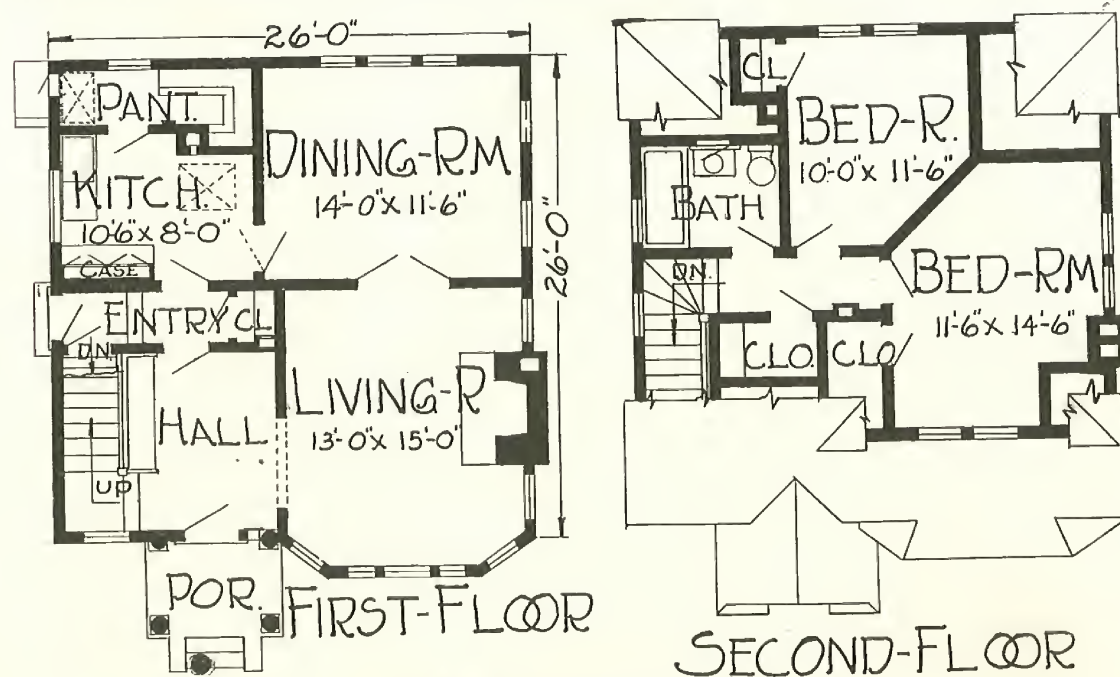 26'-0"
PANT.
DINING-RM
14'-0" x 11'-6"
KITCH.
10'6" x 8'-0"
CASE
26'-0"
ENTRY
CL
DN.
LIVING-R
13'-0" x 15'-0"
HALL
UP
POR.
FIRST-FLOOR
CL
BED-R.
10'-0" x 11'-6"
BATH
DN.
BED-RM
11'-6" x 14'-6"
CLO.
CLO
SECOND-FLOOR